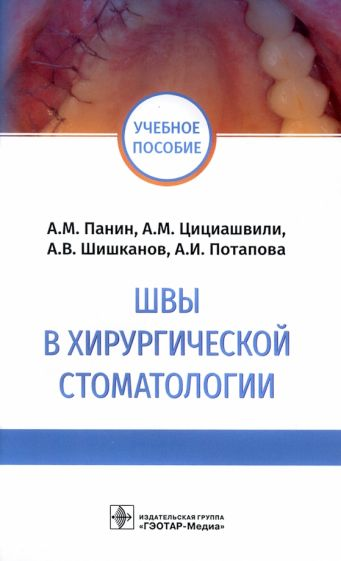 УЧЕБНОЕ
ПОСОБИЕ
А.М. Панин, А.М. Цициашвили,
А.В. Шишканов, А.И. Потапова
ШВЫ
В ХИРУРГИЧЕСКОЙ
СТОМАТОЛОГИИ
ИЗДАТЕЛЬСКАЯ ГРУППА
«ГЭОТАР-Медиа»